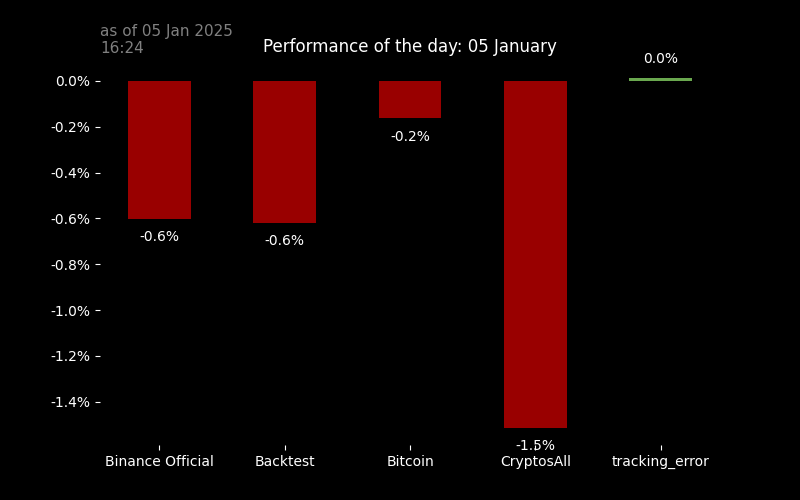 as of 05 Jan 2025
16:24
Performance of the day: 05 January
0.0%
0.0%
-0.2%
-0.2%
-0.4%
-0.6%
-0.6%
-0.6%
-0.8%
-1.0%
-1.2%
-1.4%
-1.5%
Binance Official
Backtest
Bitcoin
CryptosAll
tracking_error